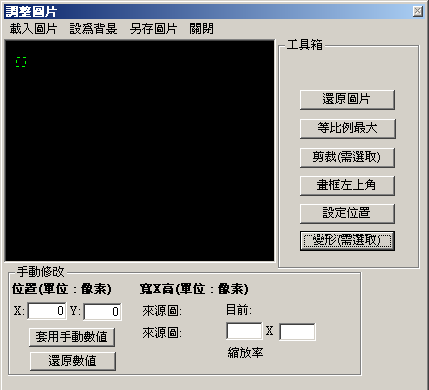 調整圖片
載入圖片 設為背景 另存圖片 關閉
工具箱
還原圖片
等比例最大
剪裁(需選取)
畫框左上角
設定位置
變形(需選取)
手動修改
位置(單位：像素) 寬X高(單位：像素)
X: 0 Y: 0 來源圖: 目前:
套用手動數值 來源圖: X
還原數值 縮放率